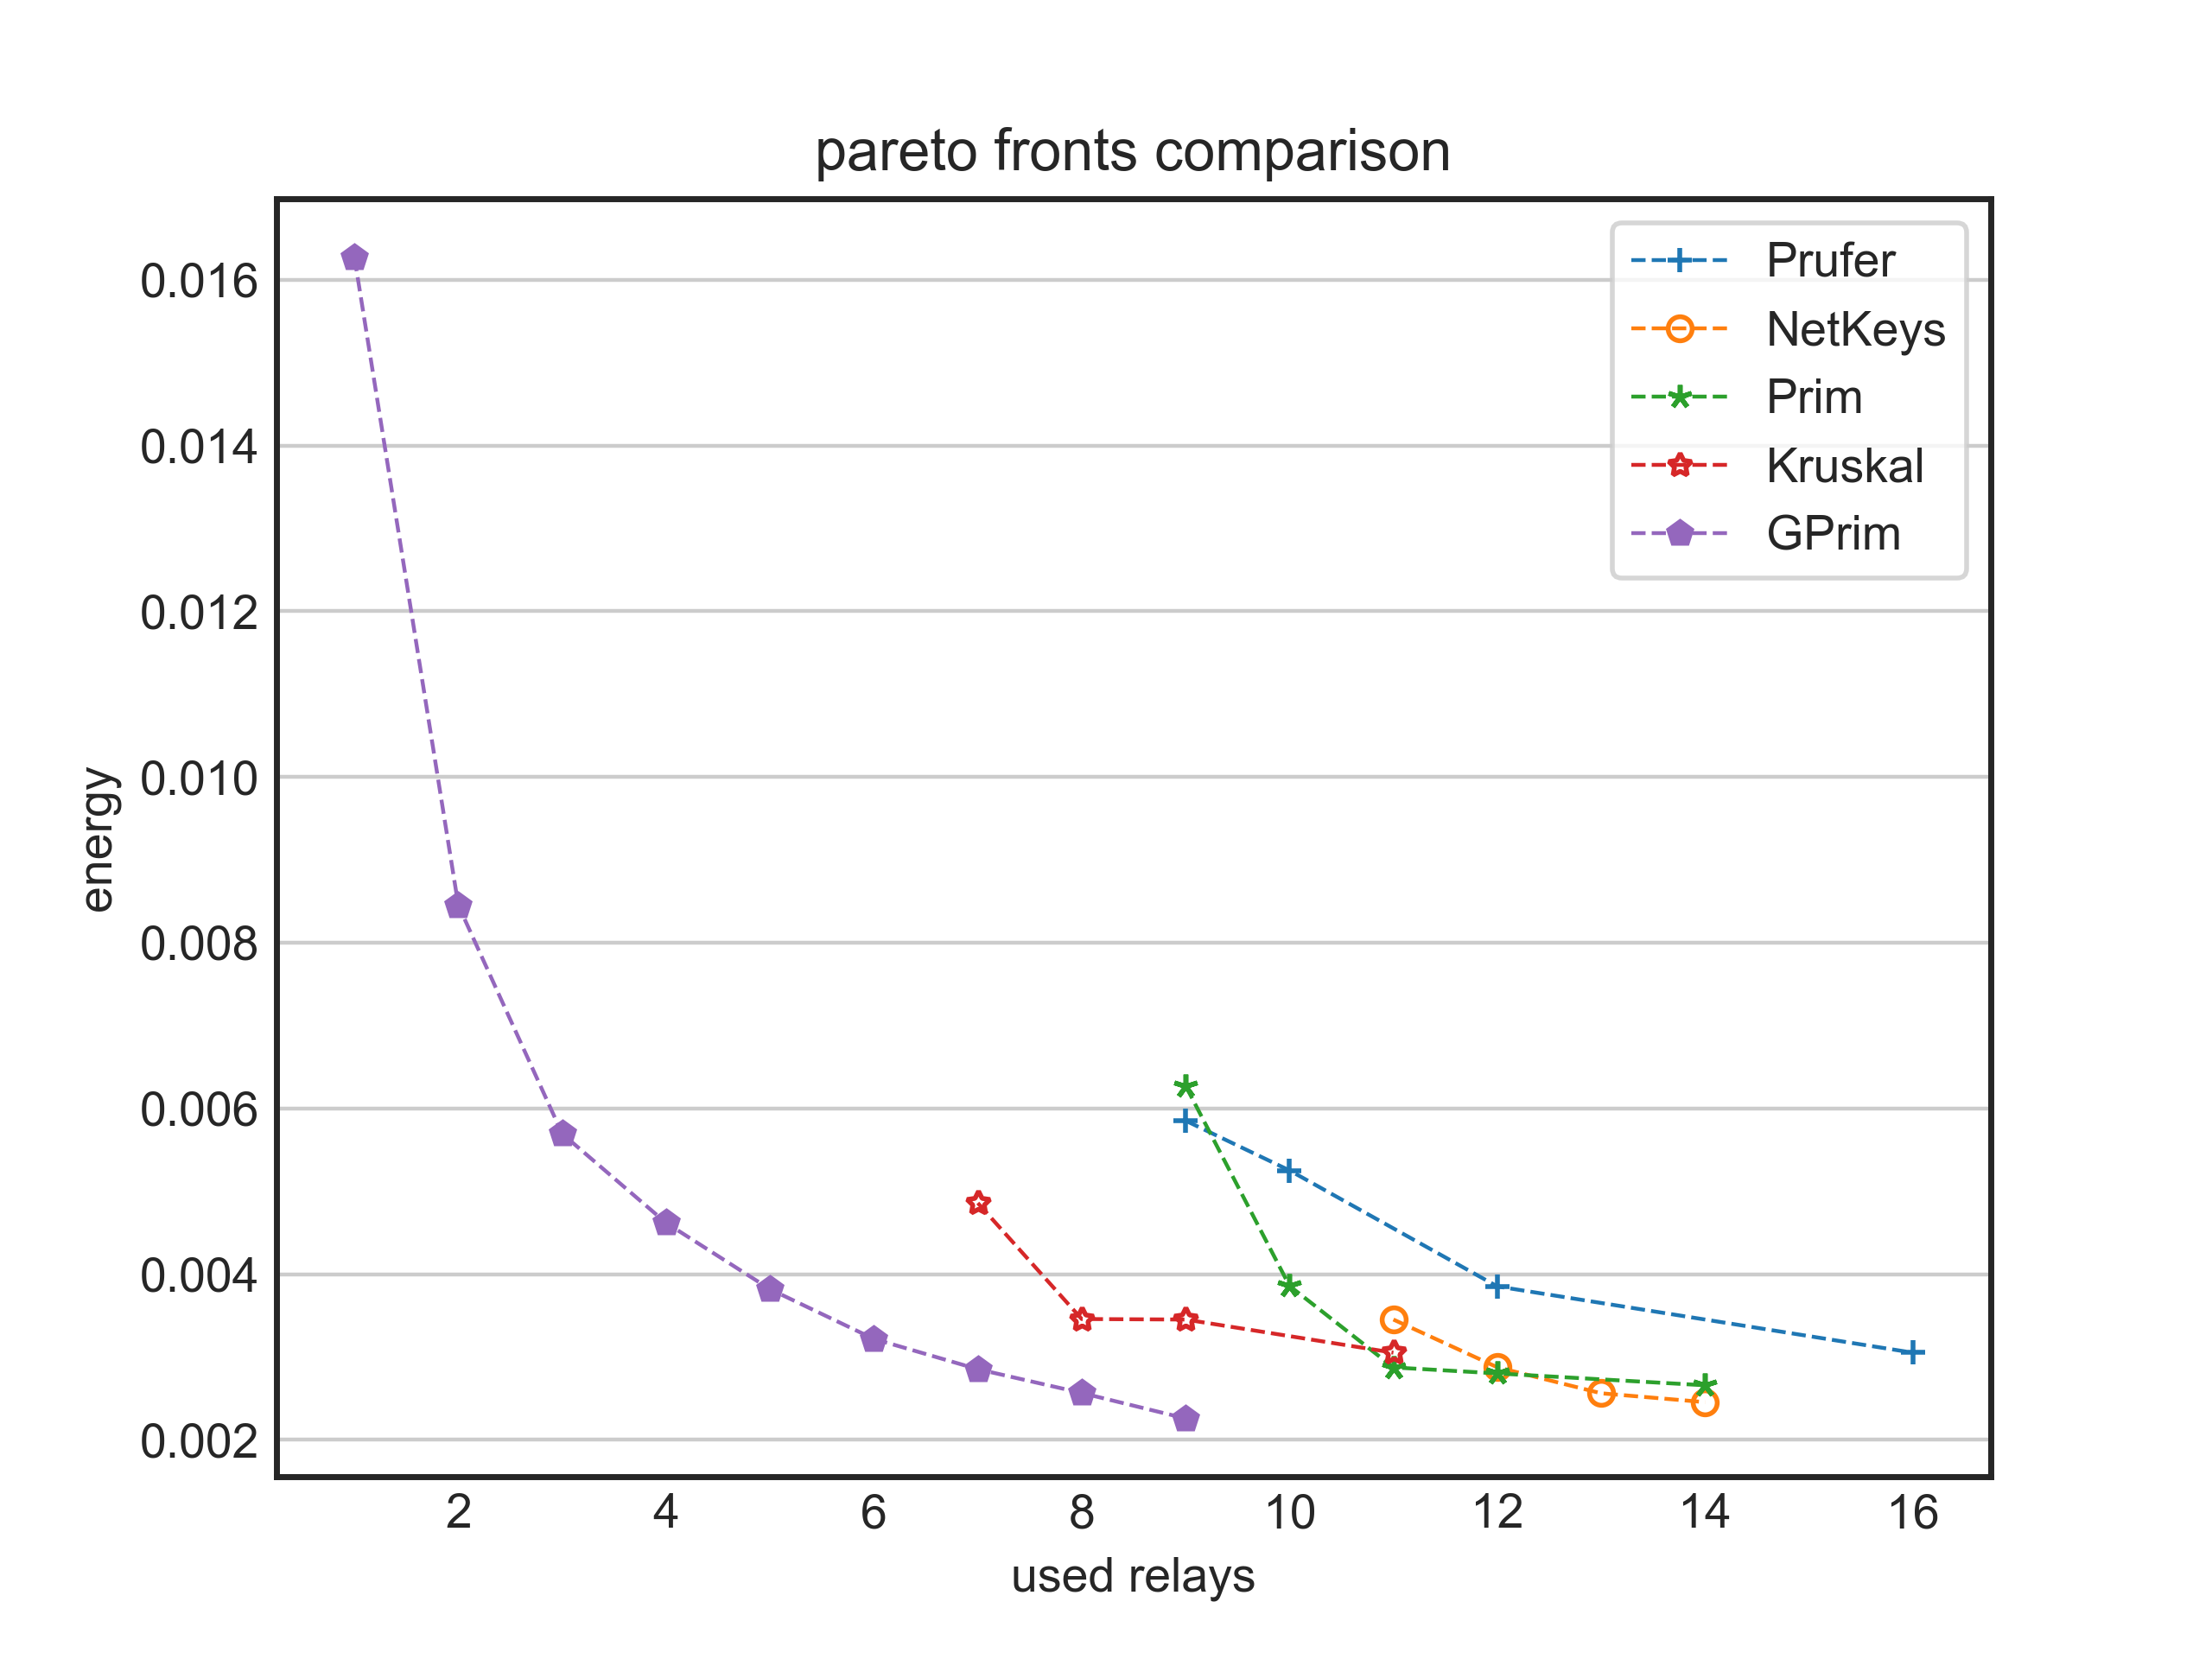 pareto fronts comparison
0.016
0.014
0.012
0.010
0.008
0.006
0.004
0.002
energy
2 4 6 8 10 12 14 16
used relays
Prufer
NetKeys
Prim
Kruskal
GPrim